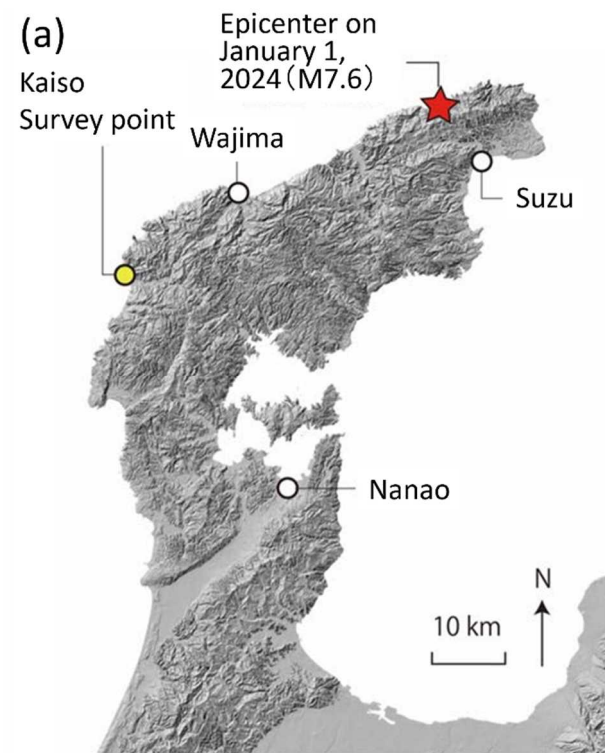 (a)
Epicenter on
January 1,
2024（M7.6）
Kaiso
Survey point
Wajima
Suzu
Nanao
N
10 km